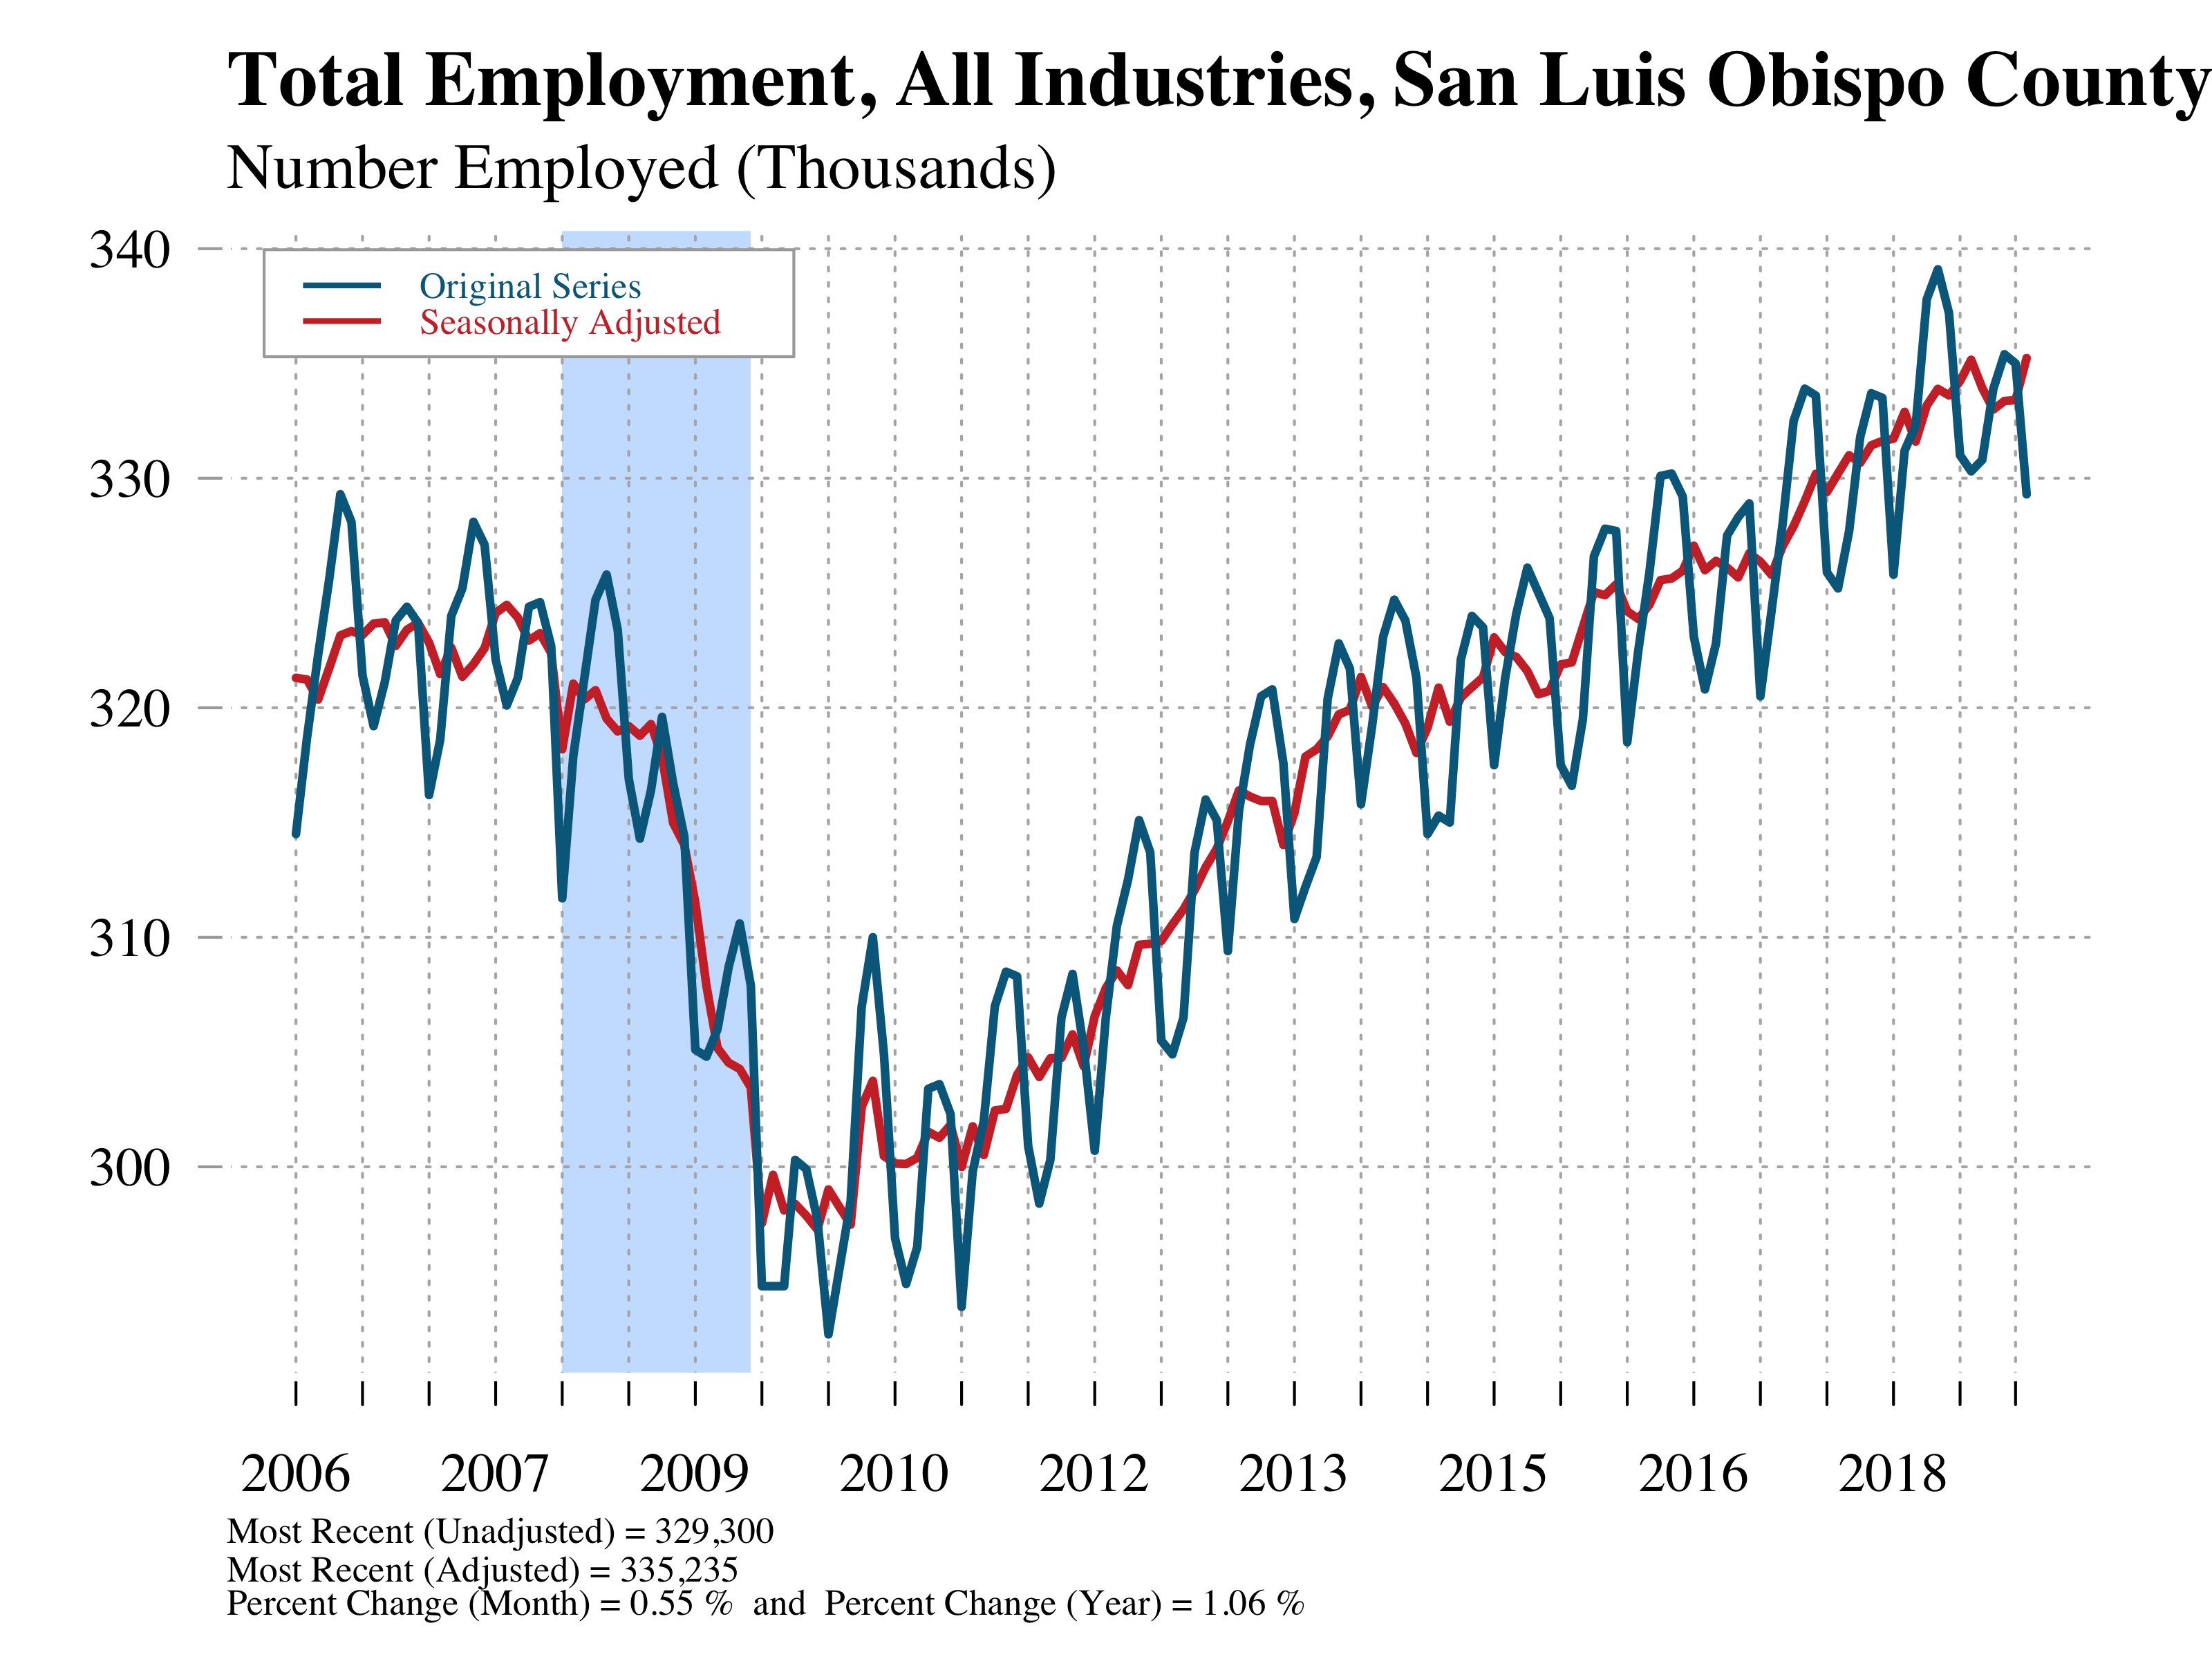 Total Employment, All Industries, San Luis Obispo County
Number Employed (Thousands)
340
Original Series
Seasonally Adjusted
330
320
310
300
2006 2007 2009 2010 2012 2013 2015 2016 2018
Most Recent (Unadjusted) = 329,300
Most Recent (Adjusted) = 335,235
Percent Change (Month) = 0.55 % and Percent Change (Year) = 1.06 %